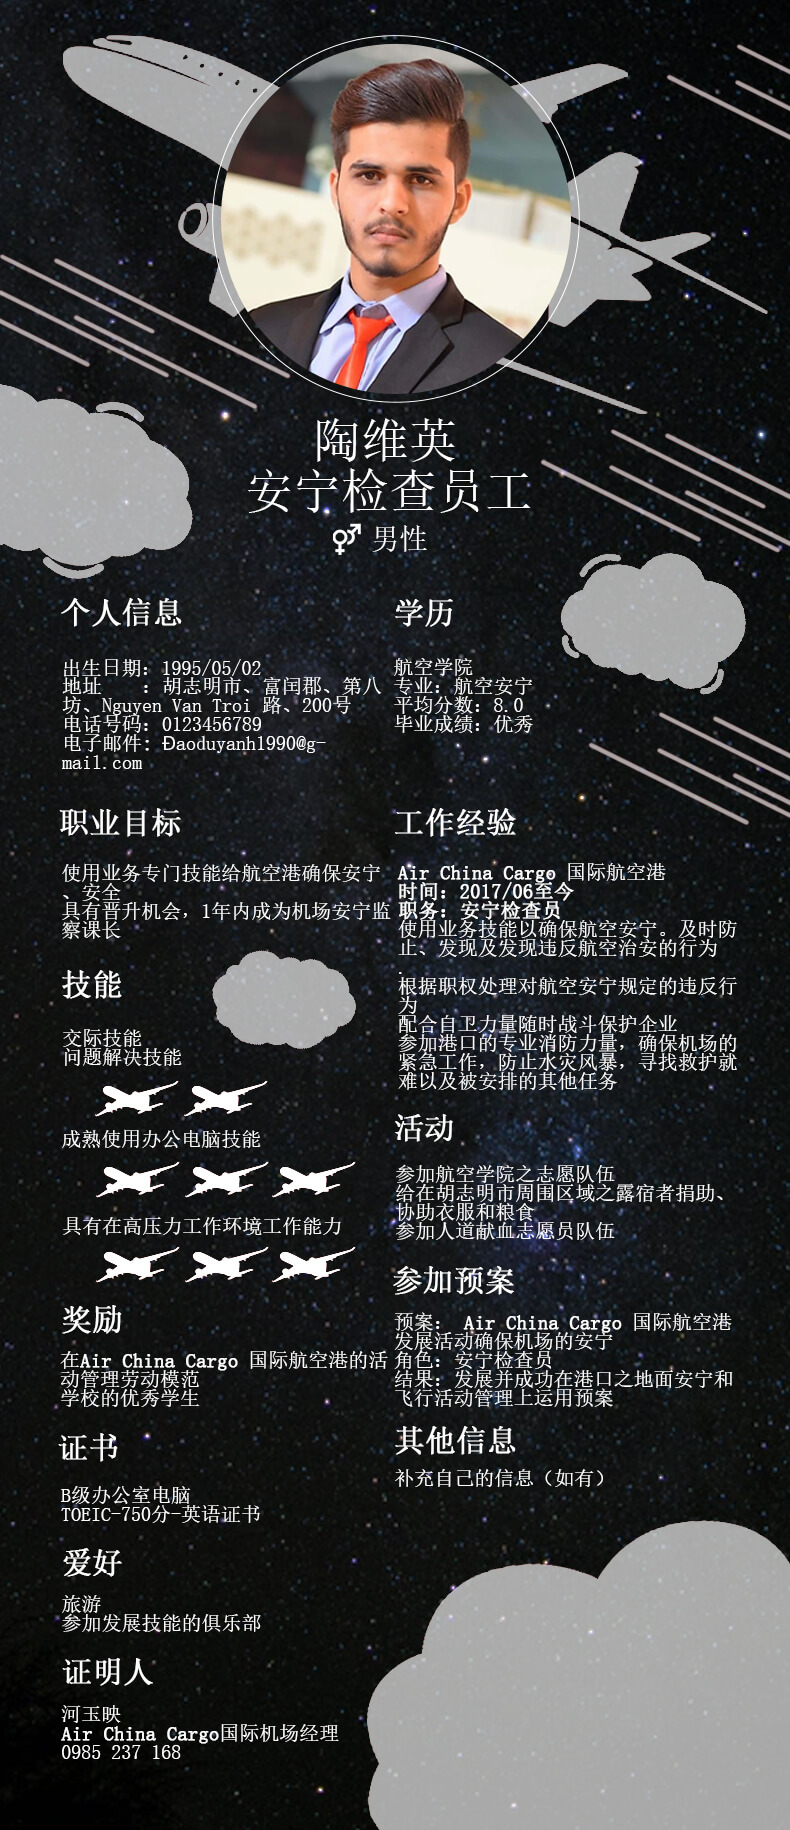 陶维英
安宁检查员工
男性
个人信息
出生日期: 1995/05/02
地址　　: 胡志明市、富闰郡、第八
坊、Nguyen Van Troi 路、200号
电话号码: 0123456789
电子邮件: Đaoduyanh1990@g-
mail.com
学历
航空学院
专业: 航空安宁
平均分数: 8.0
毕业成绩: 优秀
职业目标
使用业务专门技能给航空港确保安宁
、安全
具有晋升机会，1年内成为机场安宁监
察课长
工作经验
Air China Cargo 国际航空港
时间: 2017/06至今
职务: 安宁检查员
使用业务技能以确保航空安宁。及时防
止、发现及发现违反航空治安的行为
.
根据职权处理对航空安宁规定的违反行
为
配合自卫力量随时战斗保护企业
参加港口的专业消防力量，确保机场的
紧急工作，防止水灾风暴，寻找救护就
难以及被安排的其他任务
技能
交际技能
问题解决技能
成熟使用办公电脑技能
具有在高压力工作环境工作能力
活动
参加航空学院之志愿队伍
给在胡志明市周围区域之露宿者捐助、
协助衣服和粮食
参加人道献血志愿员队伍
参加预案
预案: Air China Cargo 国际航空港
发展活动确保机场的安宁
角色: 安宁检查员
结果: 发展并成功在港口之地面安宁和
飞行活动管理上运用预案
奖励
在Air China Cargo 国际航空港的活
动管理劳动模范
学校的优秀学生
其他信息
补充自己的信息（如有）
证书
B级办公室电脑
TOEIC-750分-英语证书
爱好
旅游
参加发展技能的俱乐部
证明人
河玉映
Air China Cargo国际机场经理
0985 237 168